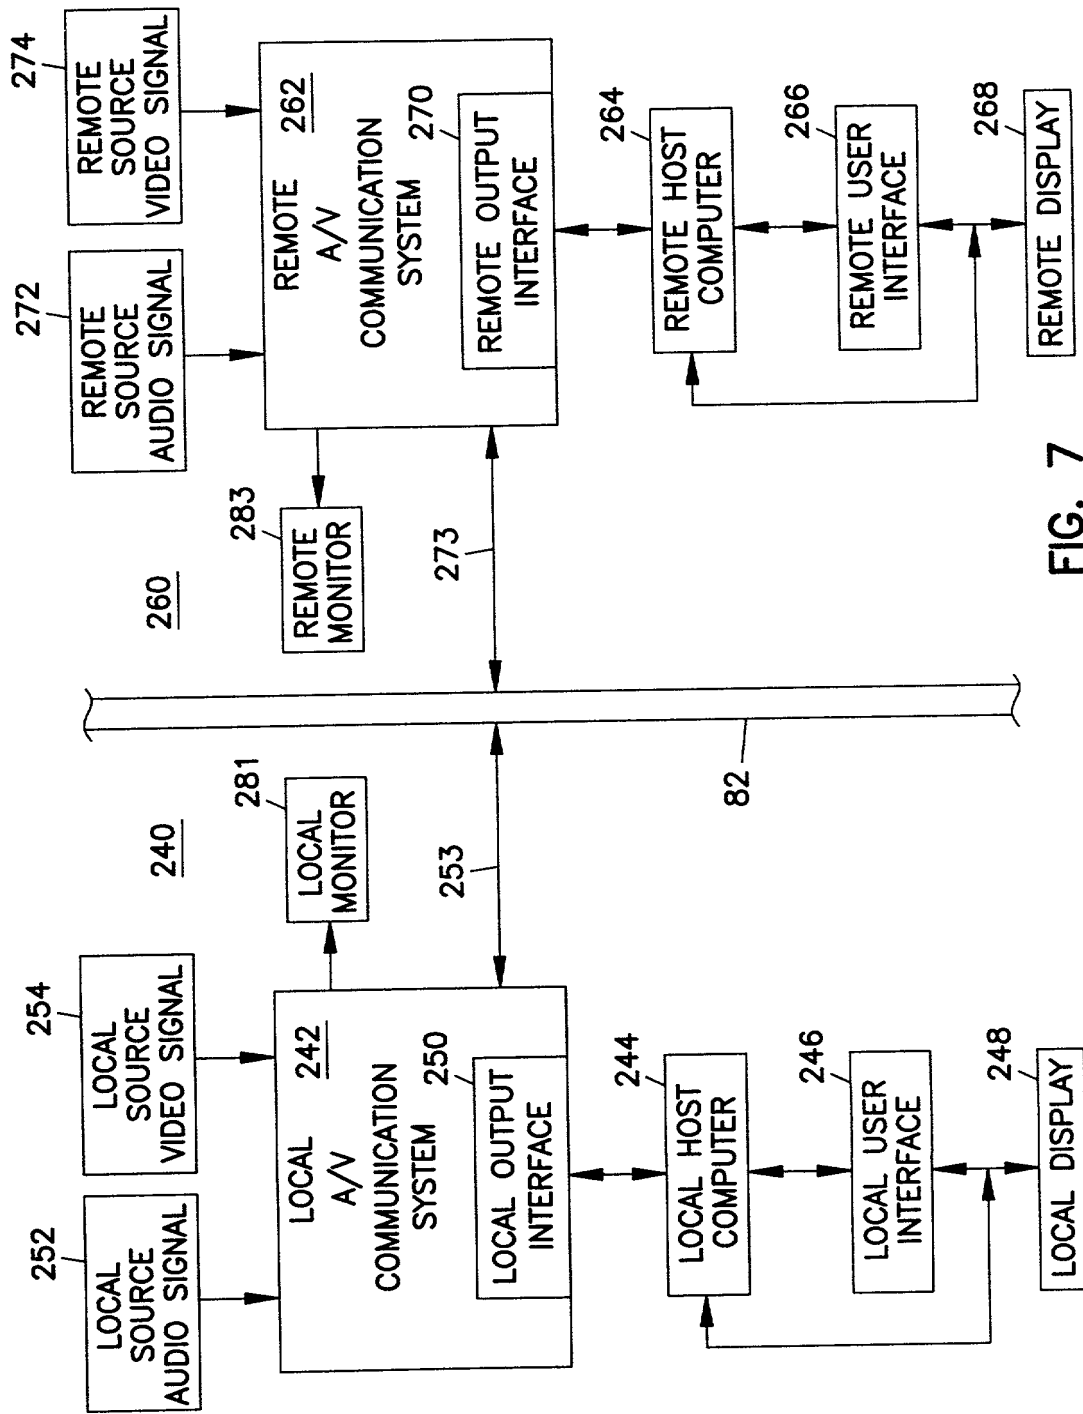 252
LOCAL
SOURCE
AUDIO SIGNAL
254
LOCAL
SOURCE
VIDEO SIGNAL
240
LOCAL
A/V
COMMUNICATION
SYSTEM
242
250
LOCAL OUTPUT
INTERFACE
281
LOCAL
MONITOR
253
244
LOCAL HOST
COMPUTER
246
LOCAL USER
INTERFACE
248
LOCAL DISPLAY
82
260
272
REMOTE
SOURCE
AUDIO SIGNAL
274
REMOTE
SOURCE
VIDEO SIGNAL
283
REMOTE
MONITOR
273
REMOTE
A/V
COMMUNICATION
SYSTEM
262
270
REMOTE OUTPUT
INTERFACE
264
REMOTE HOST
COMPUTER
266
REMOTE USER
INTERFACE
268
REMOTE DISPLAY
FIG. 7